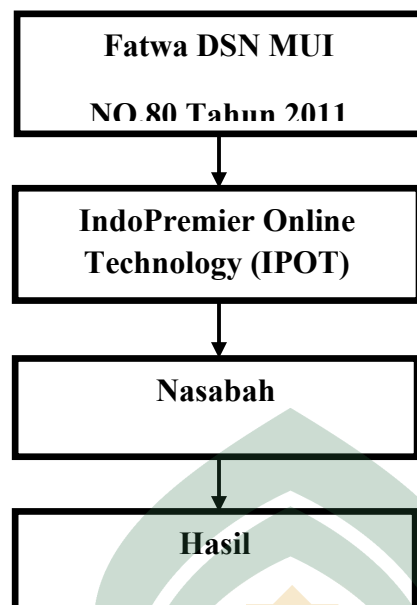 Fatwa DSN MUI
NO.80 Tahun 2011
IndoPremier Online
Technology (IPOT)
Nasabah
Hasil